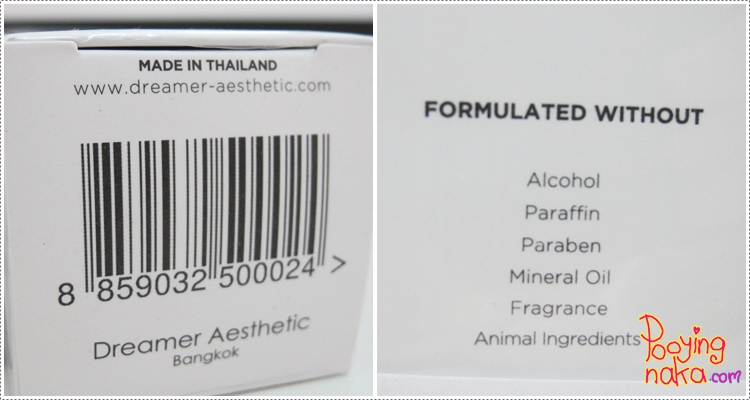 MADE IN THAILAND
www.dreamer-aesthetic.com
8 859032 500024 >
Dreamer Aesthetic
Bangkok
FORMULATED WITHOUT
Alcohol
Paraffin
Paraben
Mineral Oil
Fragrance
Animal Ingredients
Pooying
naka.com